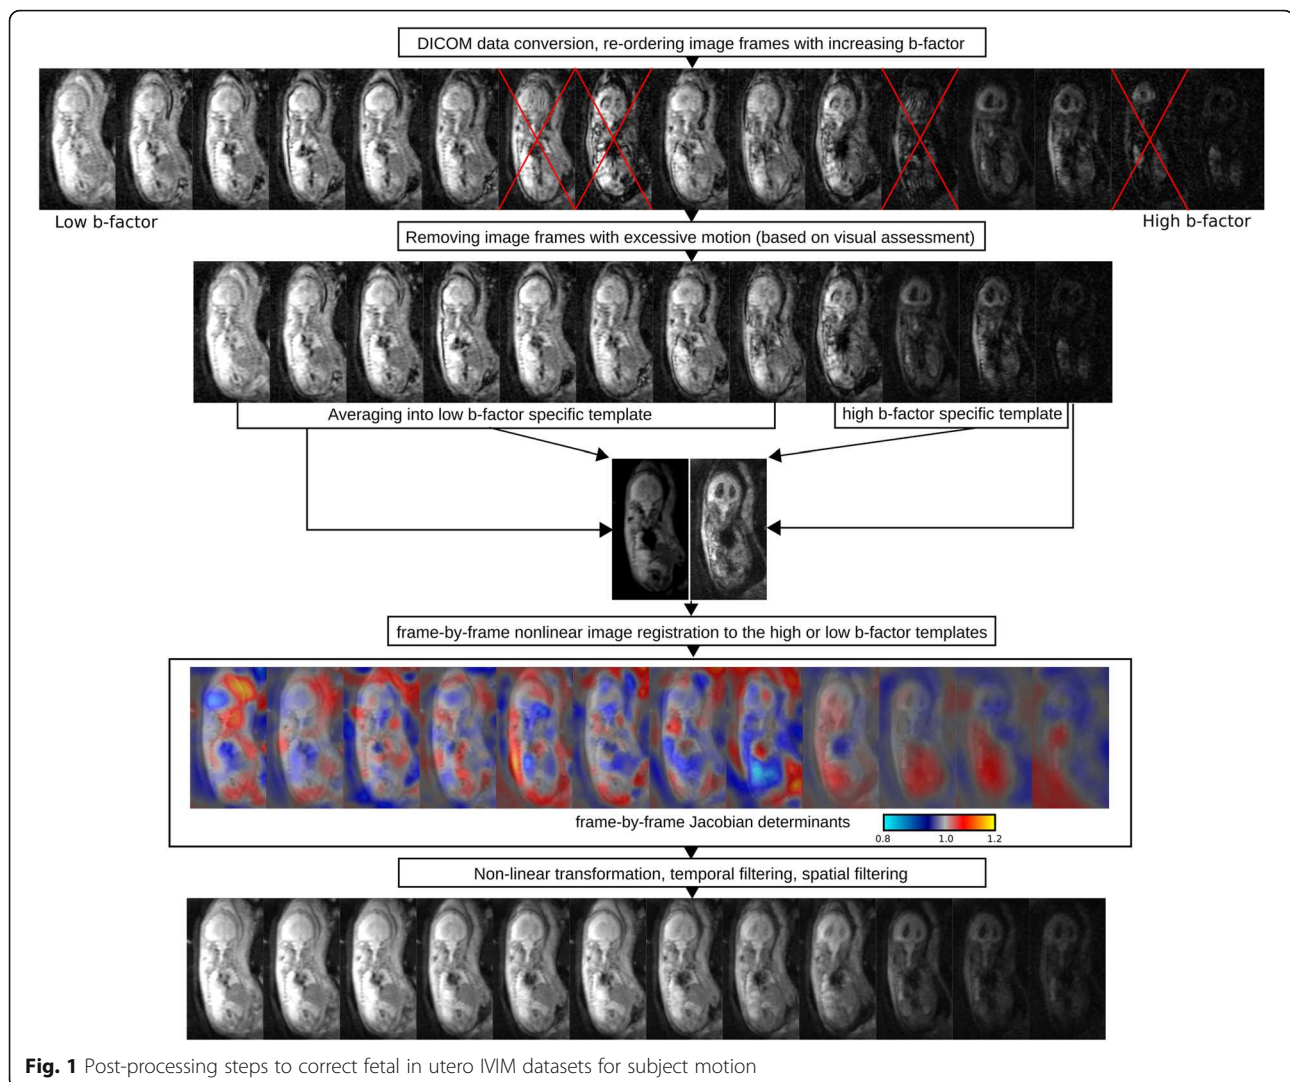 DICOM data conversion, re-ordering image frames with increasing b-factor
Low b-factor
High b-factor
Removing image frames with excessive motion (based on visual assessment)
Averaging into low b-factor specific template
high b-factor specific template
frame-by-frame nonlinear image registration to the high or low b-factor templates
frame-by-frame Jacobian determinants
0.8 1.0 1.2
Non-linear transformation, temporal filtering, spatial filtering
Fig. 1 Post-processing steps to correct fetal in utero IVIM datasets for subject motion